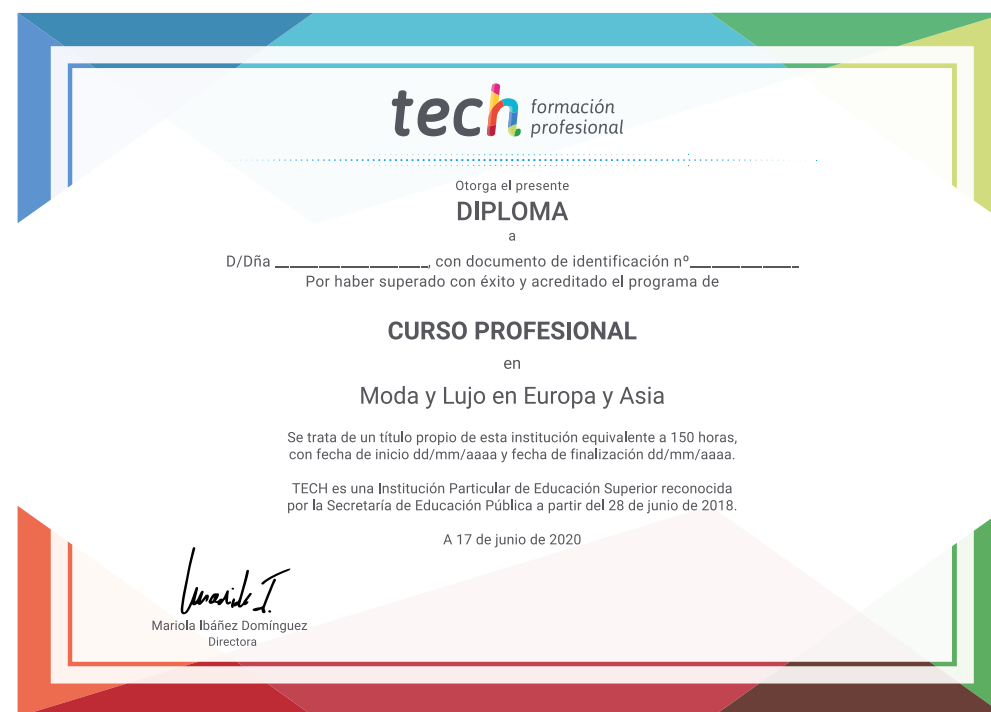 tech formación
profesional
Otorga el presente
DIPLOMA
a
D/Dña ______________________, con documento de identificación nº_______________
Por haber superado con éxito y acreditado el programa de
CURSO PROFESIONAL
en
Moda y Lujo en Europa y Asia
Se trata de un título propio de esta institución equivalente a 150 horas,
con fecha de inicio dd/mm/aaaa y fecha de finalización dd/mm/aaaa.
TECH es una Institución Particular de Educación Superior reconocida
por la Secretaría de Educación Pública a partir del 28 de junio de 2018.
A 17 de junio de 2020
Mariola Ibáñez Domínguez
Directora